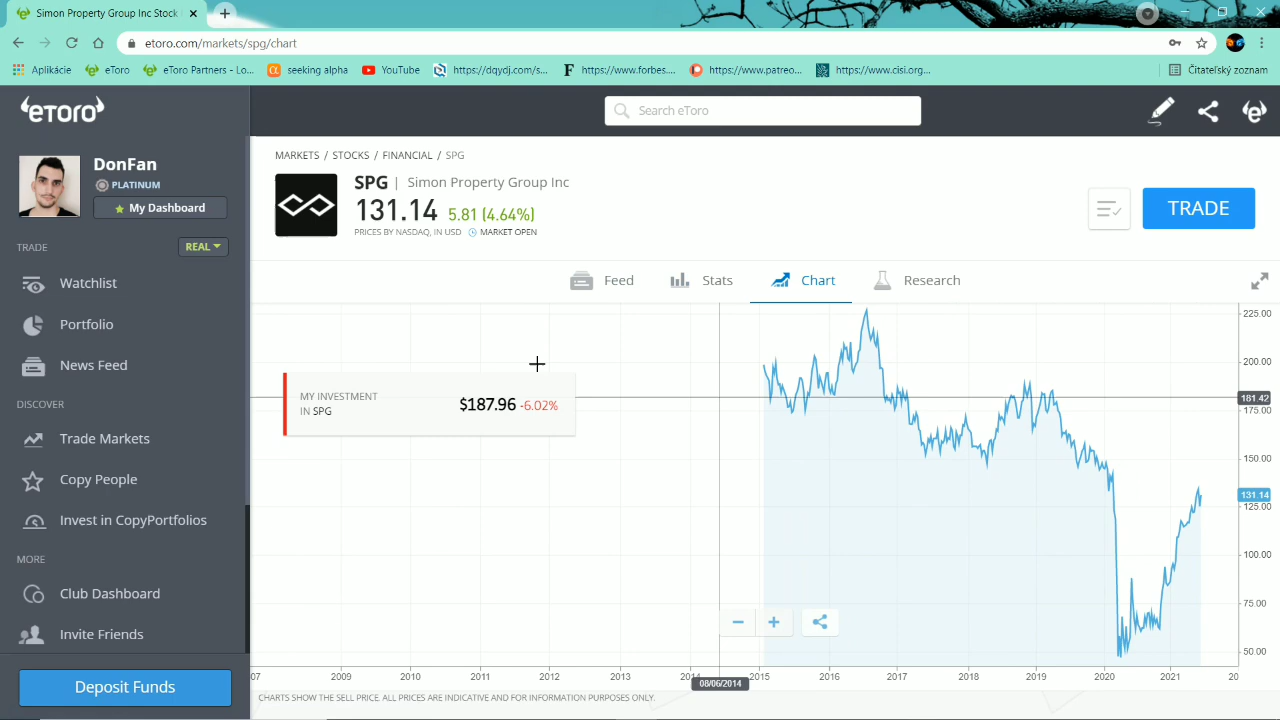 Simon Property Group Inc Stock
etoro.com/markets/spg/chart
Aplikácie
eToro
eToro Partners - Lo...
seeking alpha
YouTube
https://dqydj.com/s...
https://www.forbes....
https://www.patreo...
https://www.cisi.org...
Čitateľský zoznam
eToro
Search eToro
DonFan
PLATINUM
My Dashboard
TRADE
REAL
Watchlist
Portfolio
News Feed
DISCOVER
Trade Markets
Copy People
Invest in CopyPortfolios
MORE
Club Dashboard
Invite Friends
Deposit Funds
MARKETS / STOCKS / FINANCIAL / SPG
SPG | Simon Property Group Inc
131.14 5.81 (4.64%)
PRICES BY NASDAQ, IN USD MARKET OPEN
TRADE
Feed
Stats
Chart
Research
MY INVESTMENT
IN SPG
$187.96 -6.02%
225.00
200.00
181.42
175.00
150.00
131.14
125.00
100.00
75.00
50.00
07 2009 2010 2011 2012 2013 2014 2015 2016 2017 2018 2019 2020 2021 20
08/06/2014
CHARTS SHOW THE SELL PRICE. ALL PRICES ARE INDICATIVE AND FOR INFORMATION PURPOSES ONLY.